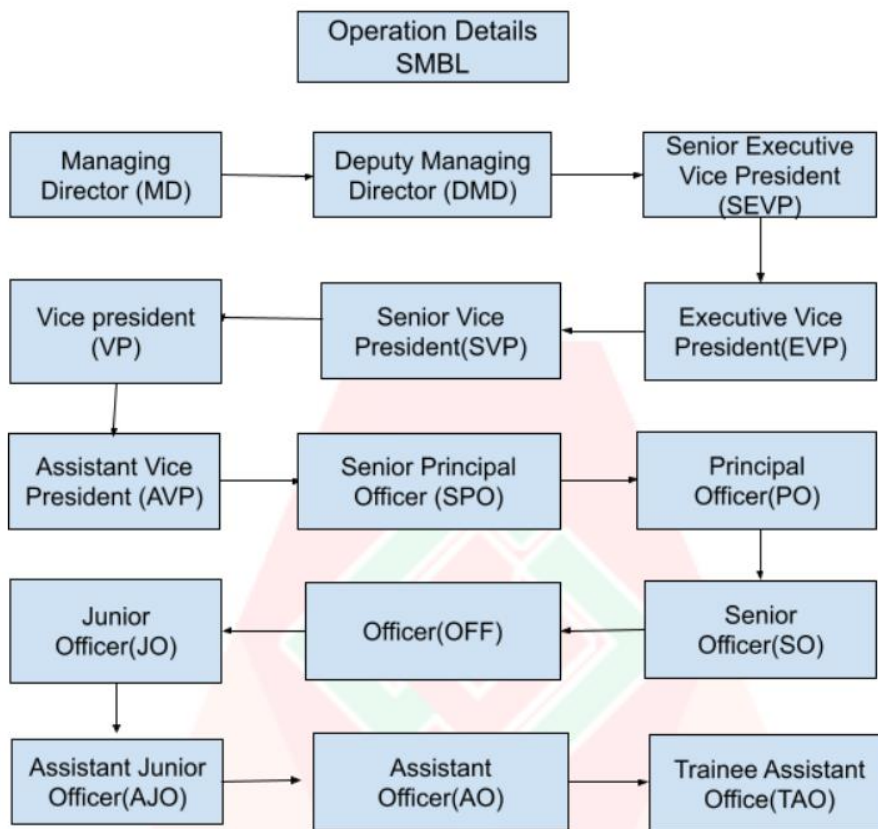 Operation Details
SMBL
Managing
Director (MD)
Deputy Managing
Director (DMD)
Senior Executive
Vice President
(SEVP)
Executive Vice
President(EVP)
Senior Vice
President(SVP)
Vice president
(VP)
Assistant Vice
President (AVP)
Senior Principal
Officer (SPO)
Principal
Officer(PO)
Senior
Officer(SO)
Officer(OFF)
Junior
Officer(JO)
Assistant Junior
Officer(AJO)
Assistant
Officer(AO)
Trainee Assistant
Office(TAO)